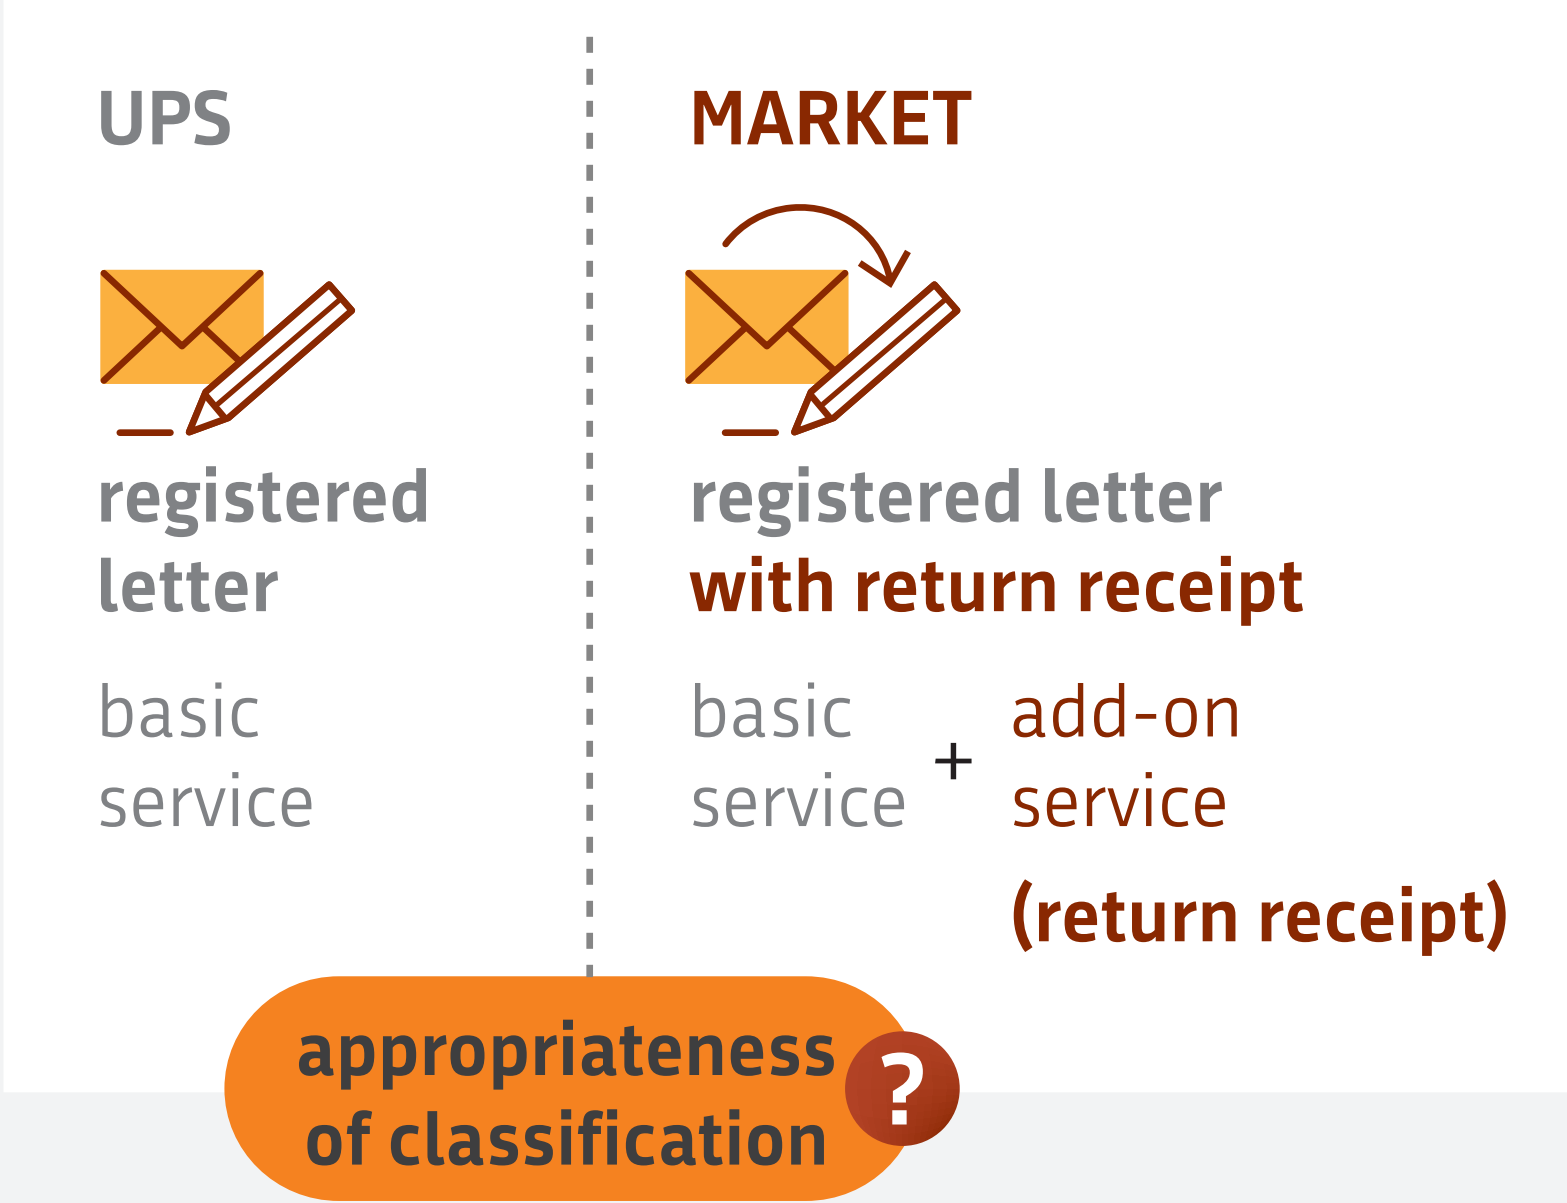 UPS
registered
letter
basic
service
MARKET
registered letter
with return receipt
basic
service
+
add-on
service
(return receipt)
appropriateness
of classification
?